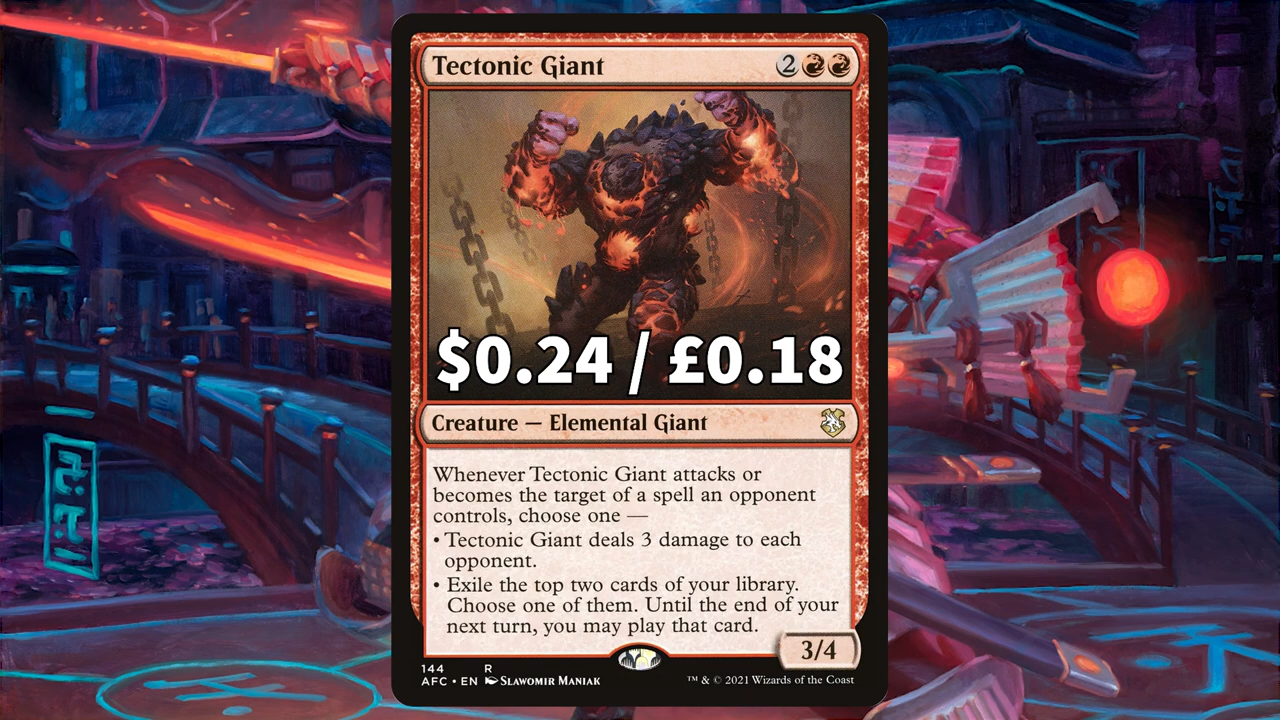 Tectonic Giant 2
$0.24 / £0.18
Creature — Elemental Giant
Whenever Tectonic Giant attacks or
becomes the target of a spell an opponent
controls, choose one —
• Tectonic Giant deals 3 damage to each
opponent.
• Exile the top two cards of your library.
Choose one of them. Until the end of your
next turn, you may play that card.
3/4
144 R
AFC • EN Slawomir Maniak ™ & © 2021 Wizards of the Coast